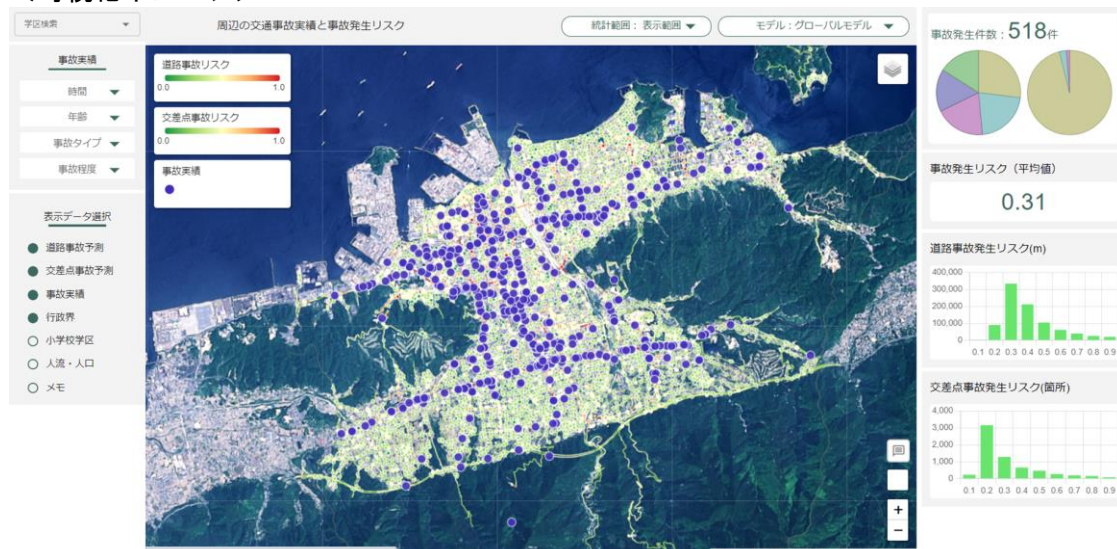 学区検索
周辺の交通事故実績と事故発生リスク
統計範囲：表示範囲
モデル：グローバルモデル
事故実績
時間
年齢
事故タイプ
事故程度
表示データ選択
道路事故予測
交差点事故予測
事故実績
行政界
小学校学区
人流・人口
メモ
道路事故リスク
0.0 1.0
交差点事故リスク
0.0 1.0
事故実績
+
−
事故発生件数：518件
事故発生リスク（平均値）
0.31
道路事故発生リスク(m)
400,000
300,000
200,000
100,000
0
0.1 0.2 0.3 0.4 0.5 0.6 0.7 0.8 0.9
交差点事故発生リスク(箇所)
4,000
3,000
2,000
1,000
0
0.1 0.2 0.3 0.4 0.5 0.6 0.7 0.8 0.9